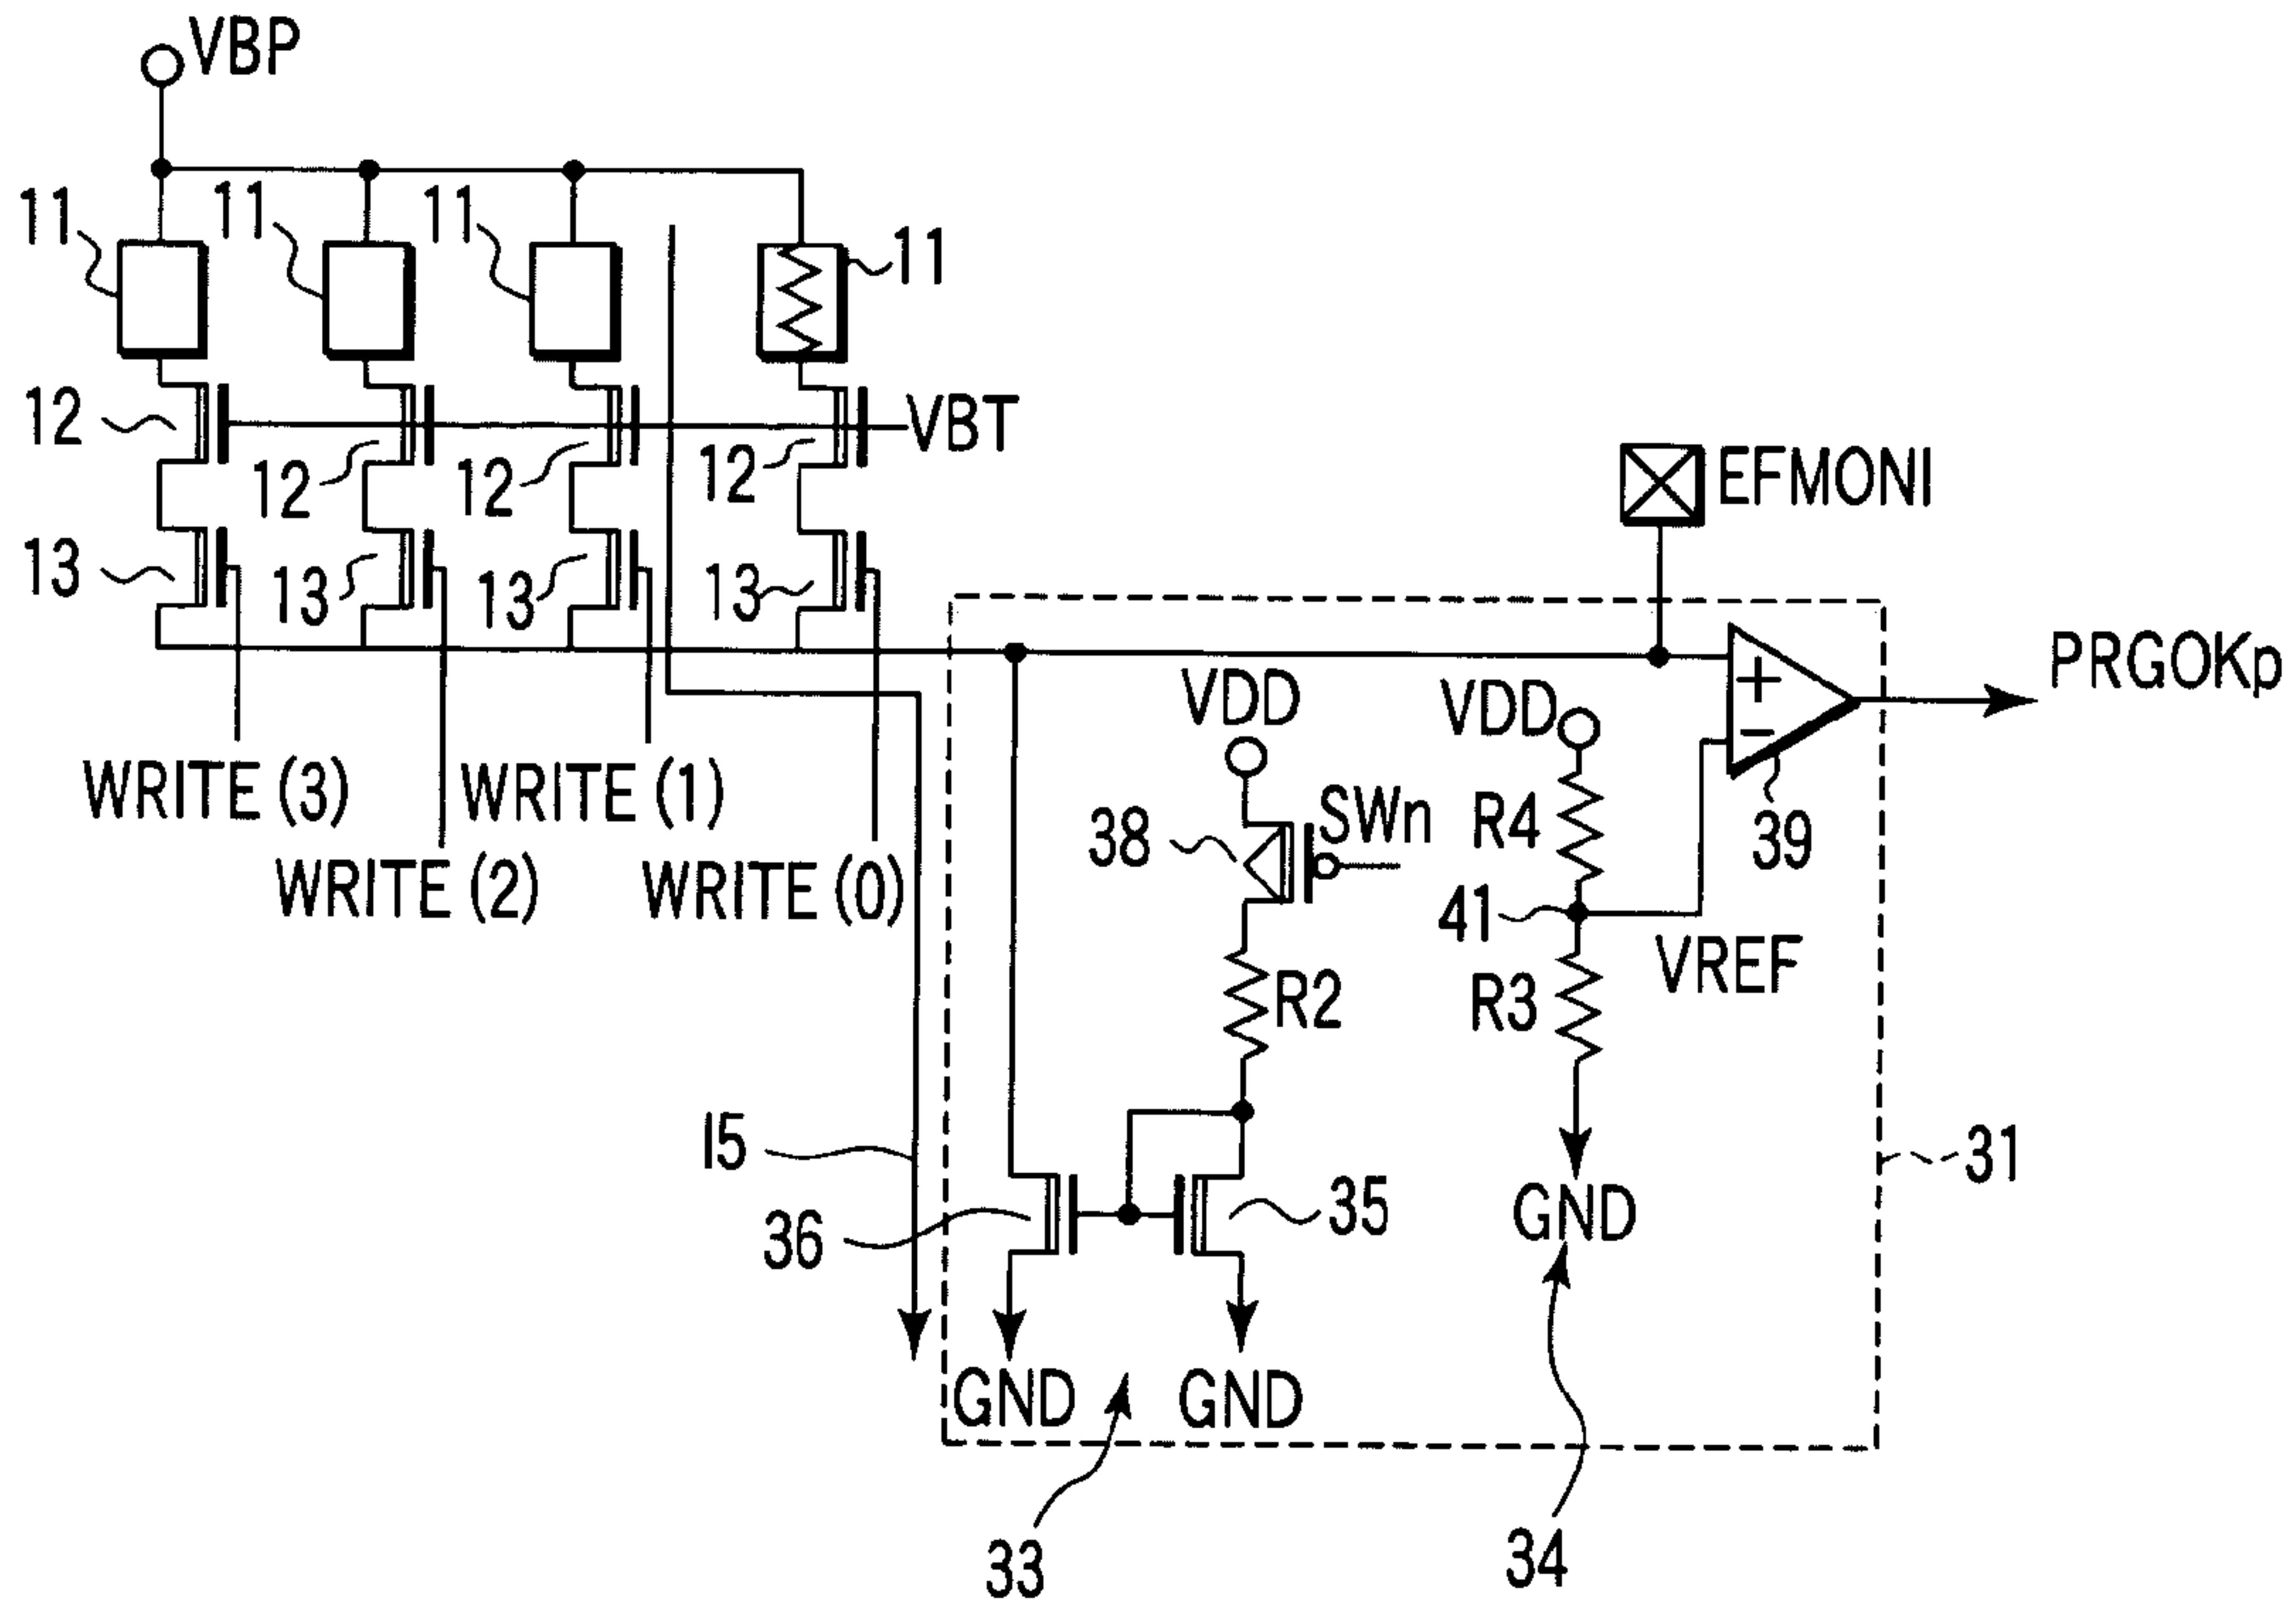 VBP
11 11 11 11
12 12 12 12 VBT
EFMONI
13 13 13 13
PRGOKp
VDD VDD
WRITE (3) WRITE (1) SWn R4 39
38
WRITE (2) WRITE (0) 41
VREF
R2 R3
I5 31
36 35 GND
GND GND
33 34